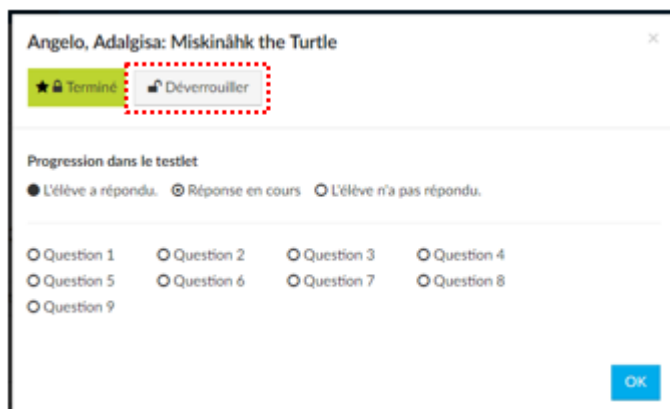 Angelo, Adalgisa: Miskinâhk the Turtle
Terminé Déverrouiller
Progression dans le testlet
L'élève a répondu. Réponse en cours L'élève n'a pas répondu.
Question 1 Question 2 Question 3 Question 4
Question 5 Question 6 Question 7 Question 8
Question 9
OK